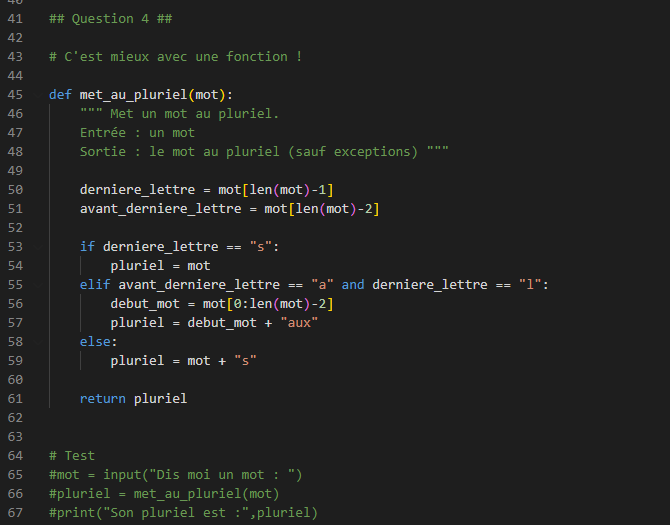 40
41 ## Question 4 ##
42
43 # C'est mieux avec une fonction !
44
45 def met_au_pluriel(mot):
46     """ Met un mot au pluriel.
47     Entrée : un mot
48     Sortie : le mot au pluriel (sauf exceptions) """
49
50     derniere_lettre = mot[len(mot)-1]
51     avant_derniere_lettre = mot[len(mot)-2]
52
53     if derniere_lettre == "s":
54         pluriel = mot
55     elif avant_derniere_lettre == "a" and derniere_lettre == "l":
56         debut_mot = mot[0:len(mot)-2]
57         pluriel = debut_mot + "aux"
58     else:
59         pluriel = mot + "s"
60
61     return pluriel
62
63
64 # Test
65 #mot = input("Dis moi un mot : ")
66 #pluriel = met_au_pluriel(mot)
67 #print("Son pluriel est :",pluriel)